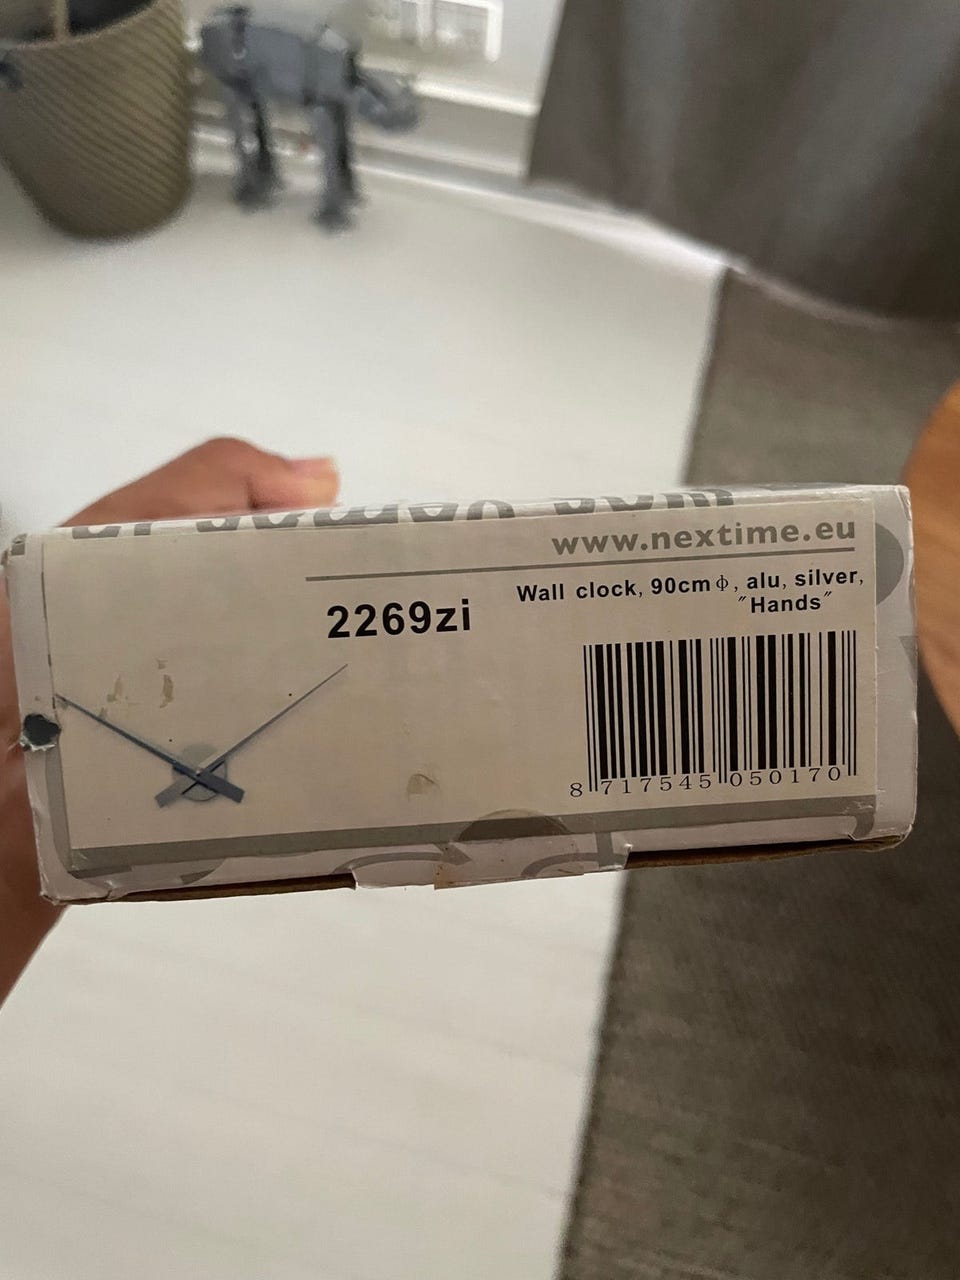 www.nextime.eu
Wall clock, 90cmϕ, alu, silver,
"Hands"
2269zi
8 717545 050170